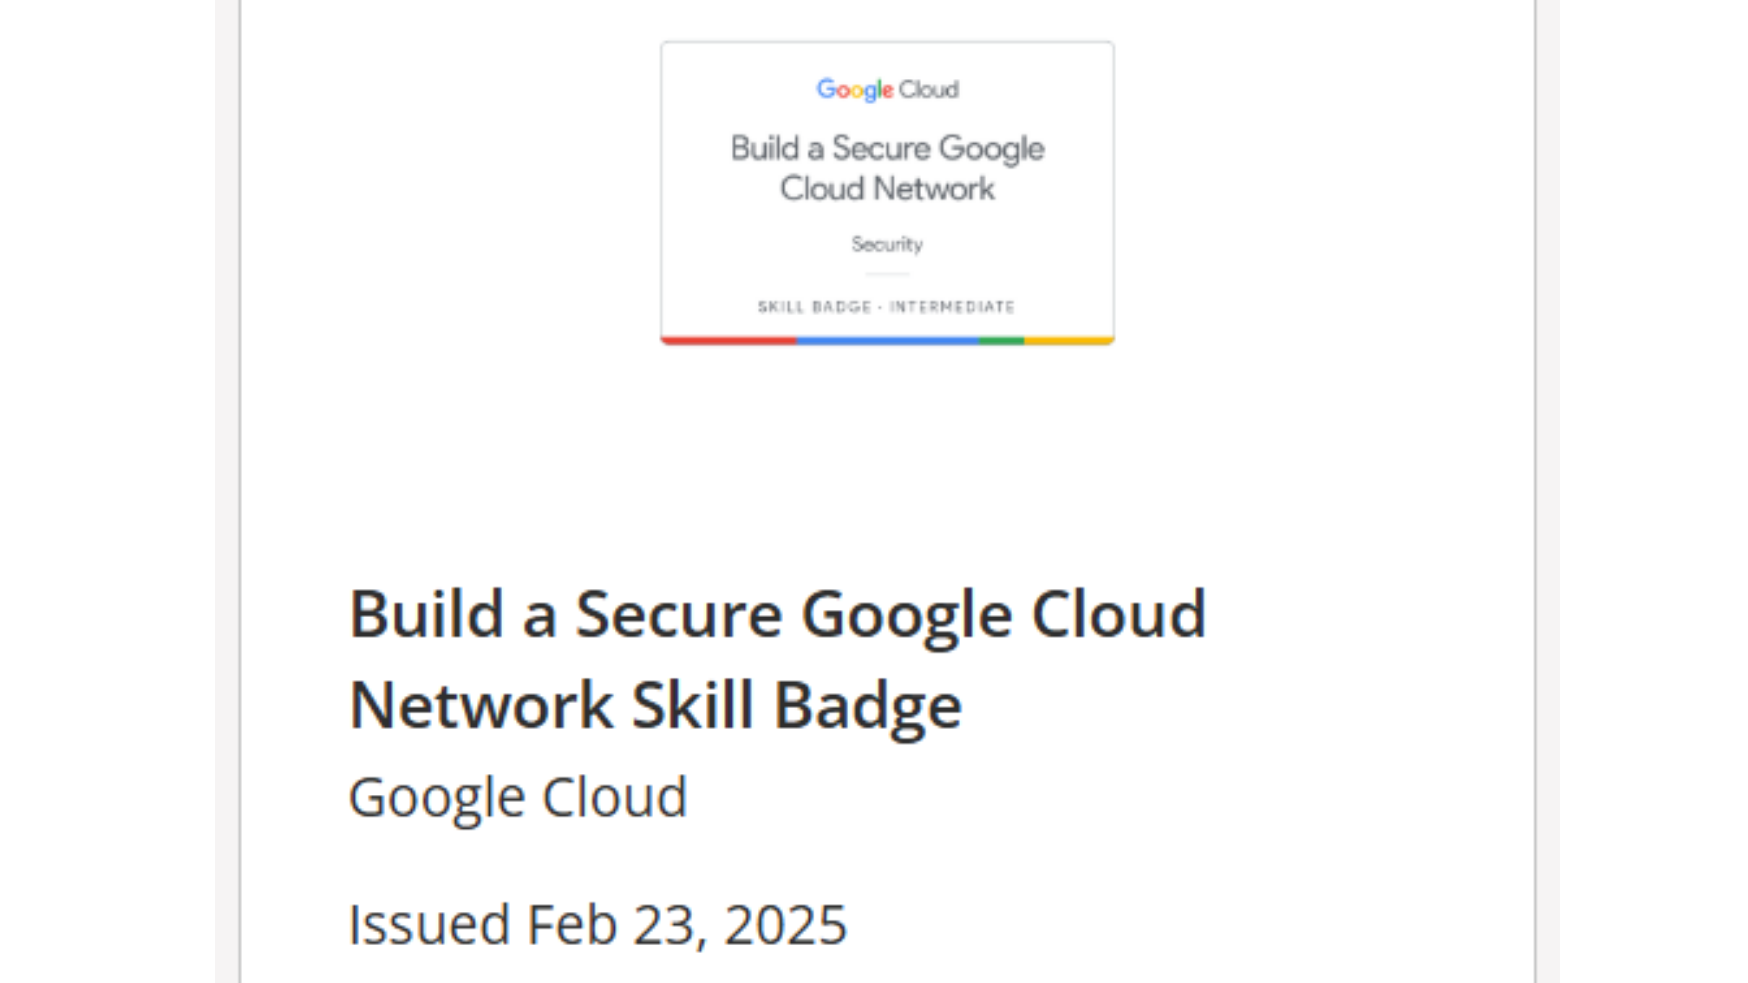 Google Cloud
Build a Secure Google
Cloud Network
Security
SKILL BADGE · INTERMEDIATE
Build a Secure Google Cloud
Network Skill Badge
Google Cloud
Issued Feb 23, 2025